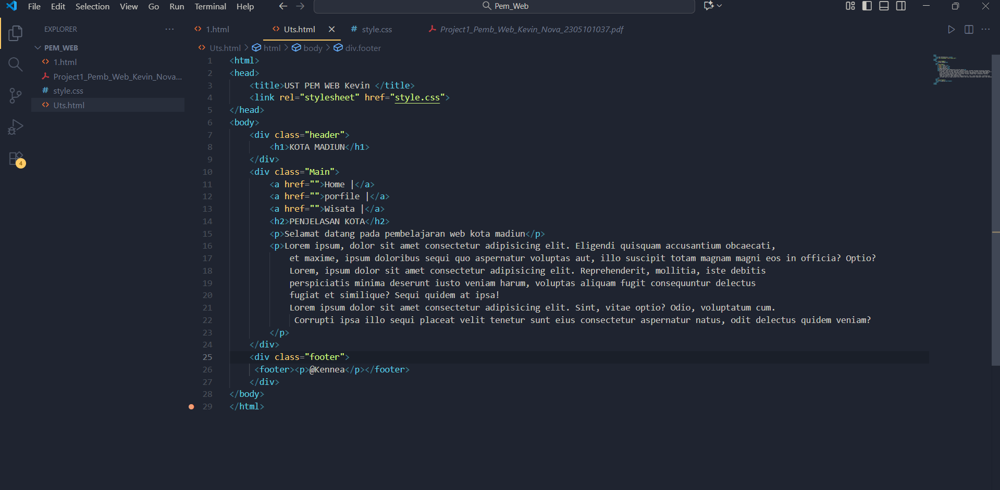 File Edit Selection View Go Run Terminal Help
Pem_Web
EXPLORER
PEM_WEB
1.html
Project1_Pemb_Web_Kevin_Nova...
style.css
Uts.html
4
1.html
Uts.html
style.css
Project1_Pemb_Web_Kevin_Nova_2305101037.pdf
Uts.html > html > body > div.footer
1 <html>
2 <head>
3 <title>UST PEM WEB Kevin </title>
4 <link rel="stylesheet" href="style.css">
5 </head>
6 <body>
7 <div class="header">
8 <h1>KOTA MADIUN</h1>
9 </div>
10 <div class="Main">
11 <a href="">Home |</a>
12 <a href="">porfile |</a>
13 <a href="">Wisata |</a>
14 <h2>PENJELASAN KOTA</h2>
15 <p>Selamat datang pada pembelajaran web kota madiun</p>
16 <p>Lorem ipsum, dolor sit amet consectetur adipisicing elit. Eligendi quisquam accusantium obcaecati,
17 et maxime, ipsum doloribus sequi quo aspernatur voluptas aut, illo suscipit totam magnam magni eos in officia? Optio?
18 Lorem, ipsum dolor sit amet consectetur adipisicing elit. Reprehenderit, mollitia, iste debitis
19 perspiciatis minima deserunt iusto veniam harum, voluptas aliquam fugit consequuntur delectus
20 fugiat et similique? Sequi quidem at ipsa!
21 Lorem ipsum dolor sit amet consectetur adipisicing elit. Sint, vitae optio? Odio, voluptatum cum.
22 Corrupti ipsa illo sequi placeat velit tenetur sunt eius consectetur aspernatur natus, odit delectus quidem veniam?
23 </p>
24 </div>
25 <div class="footer">
26 <footer><p>@Kennea</p></footer>
27 </div>
28 </body>
29 </html>